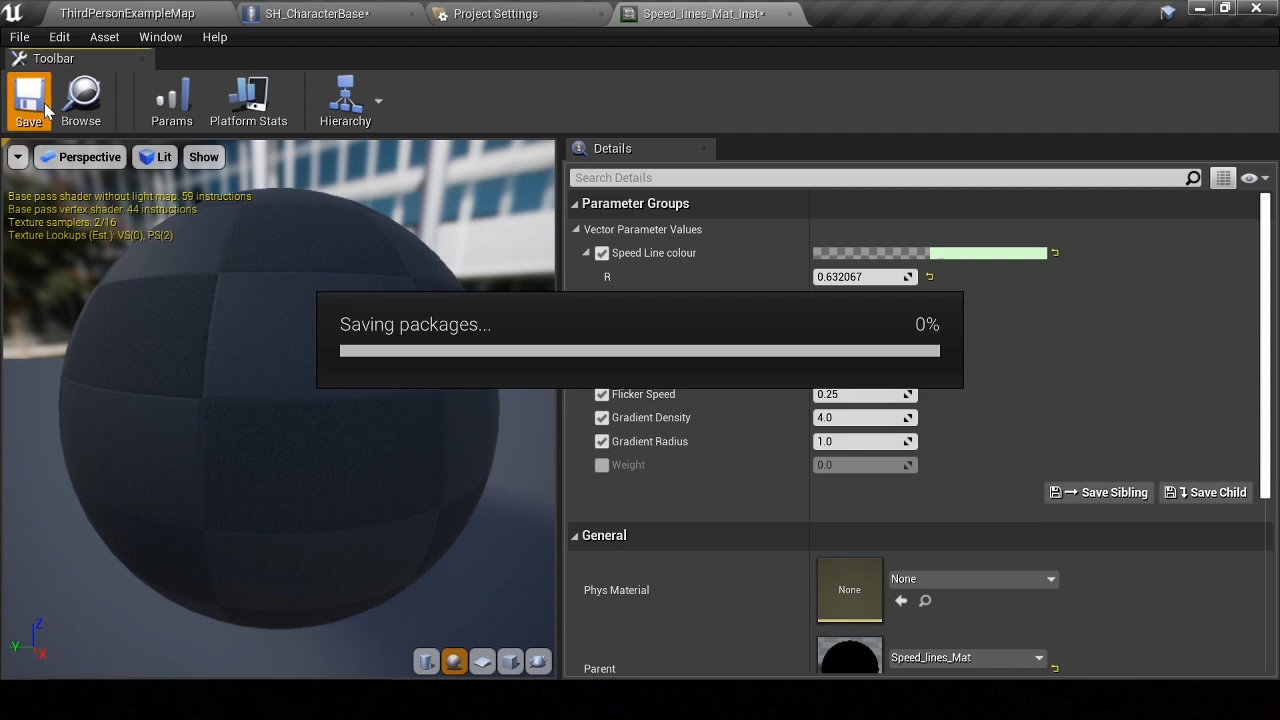 ThirdPersonExampleMap
SH_CharacterBase*
Project Settings
Speed_lines_Mat_Inst*
File
Edit
Asset
Window
Help
Toolbar
Save
Browse
Params
Platform Stats
Hierarchy
Perspective
Lit
Show
Base pass shader without light map: 59 instructions
Base pass vertex shader: 44 instructions
Texture samplers: 2/16
Texture Lookups (Est.): VS(0), PS(2)
Z
Y
X
Details
Search Details
Parameter Groups
Vector Parameter Values
Speed Line colour
R
0.632067
Saving packages...
0%
Flicker Speed
0.25
Gradient Density
4.0
Gradient Radius
1.0
Weight
0.0
Save Sibling
Save Child
General
Phys Material
None
None
Parent
Speed_lines_Mat